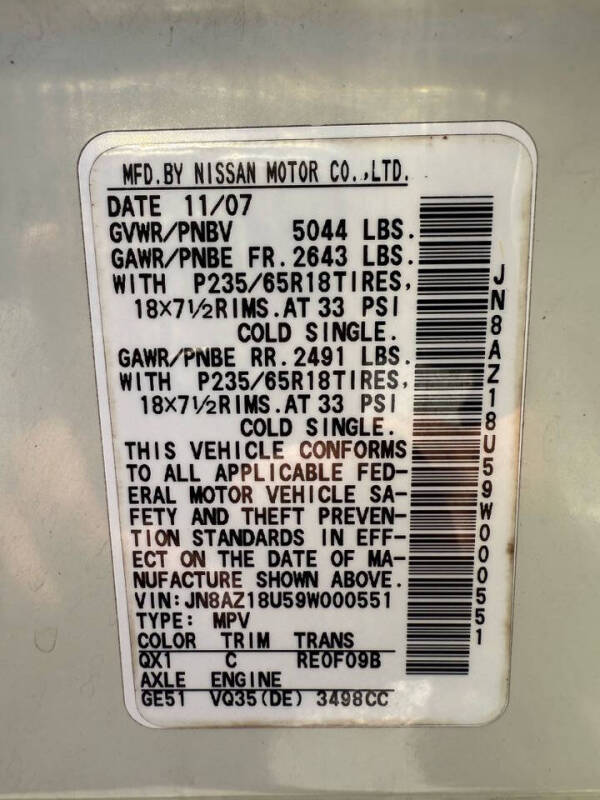 MFD.BY NISSAN MOTOR CO.,LTD.
DATE 11/07
GVWR/PNBV 5044 LBS.
GAWR/PNBE FR. 2643 LBS.
WITH P235/65R18TIRES,
18×7½RIMS.AT 33 PSI
COLD SINGLE.
GAWR/PNBE RR. 2491 LBS.
WITH P235/65R18TIRES,
18×7½RIMS.AT 33 PSI
COLD SINGLE.
THIS VEHICLE CONFORMS
TO ALL APPLICABLE FED-
ERAL MOTOR VEHICLE SA-
FETY AND THEFT PREVEN-
TION STANDARDS IN EFF-
ECT ON THE DATE OF MA-
NUFACTURE SHOWN ABOVE.
VIN:JN8AZ18U59W000551
TYPE: MPV
COLOR TRIM TRANS
QX1 C RE0F09B
AXLE ENGINE
GE51 VQ35(DE) 3498CC
JN8AZ18U59W000551